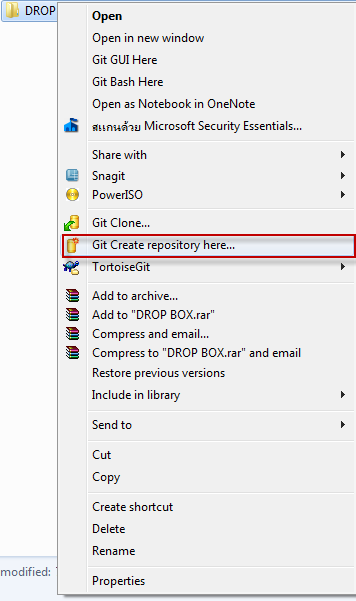 DROP
Open
Open in new window
Git GUI Here
Git Bash Here
Open as Notebook in OneNote
สแกนด้วย Microsoft Security Essentials...
Share with
Snagit
PowerISO
Git Clone...
Git Create repository here...
TortoiseGit
Add to archive...
Add to "DROP BOX.rar"
Compress and email...
Compress to "DROP BOX.rar" and email
Restore previous versions
Include in library
Send to
Cut
Copy
Create shortcut
Delete
Rename
modified:
Properties